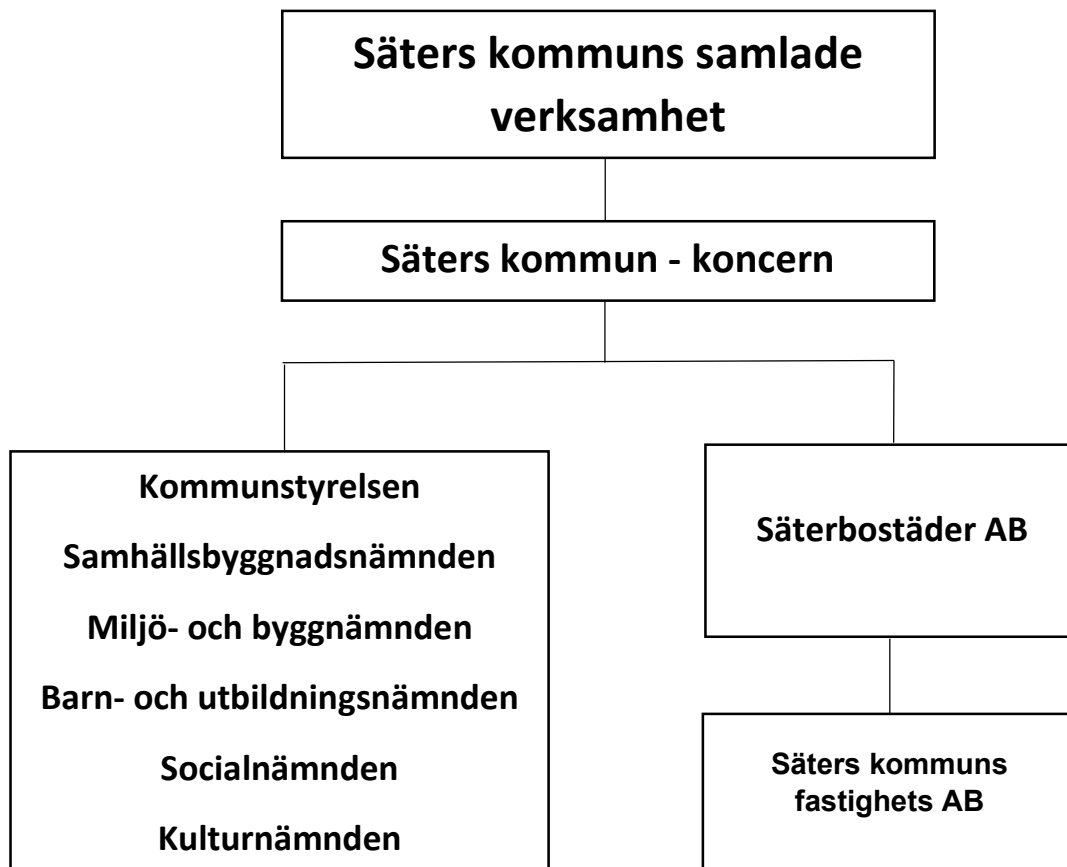 Säters kommuns samlade
verksamhet
Säters kommun - koncern
Kommunstyrelsen
Samhällsbyggnadsnämnden
Miljö- och byggnämnden
Barn- och utbildningsnämnden
Socialnämnden
Kulturnämnden
Säterbostäder AB
Säters kommuns
fastighets AB